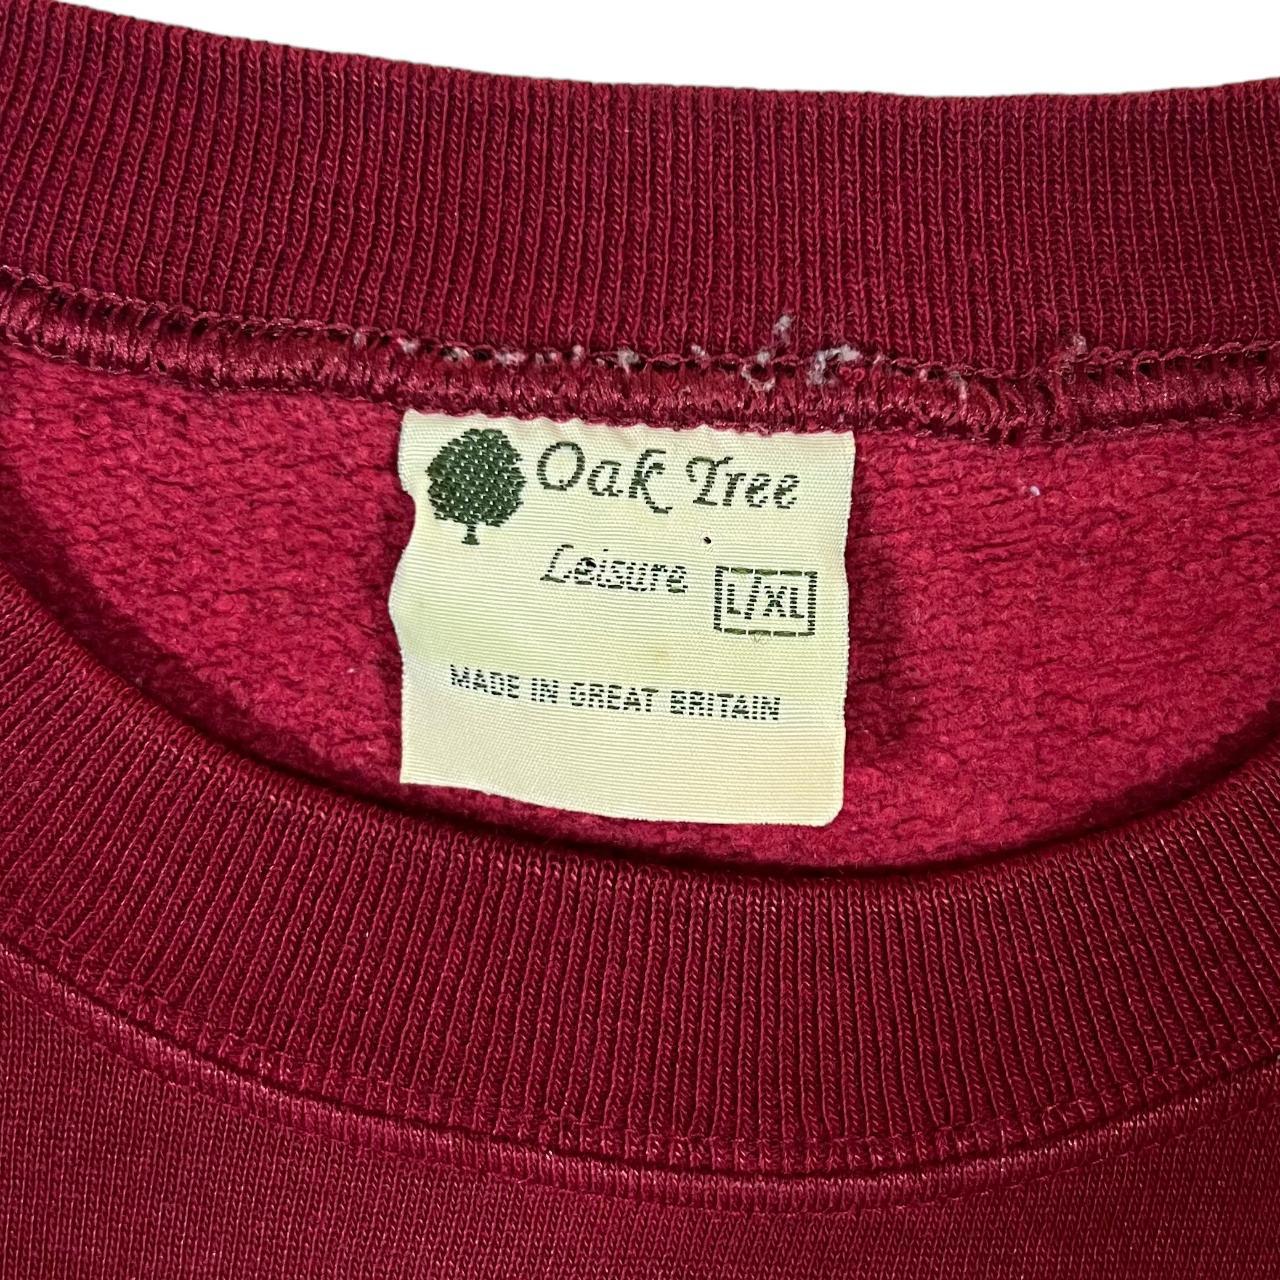 Oak Tree
Leisure
L/XL
MADE IN GREAT BRITAIN